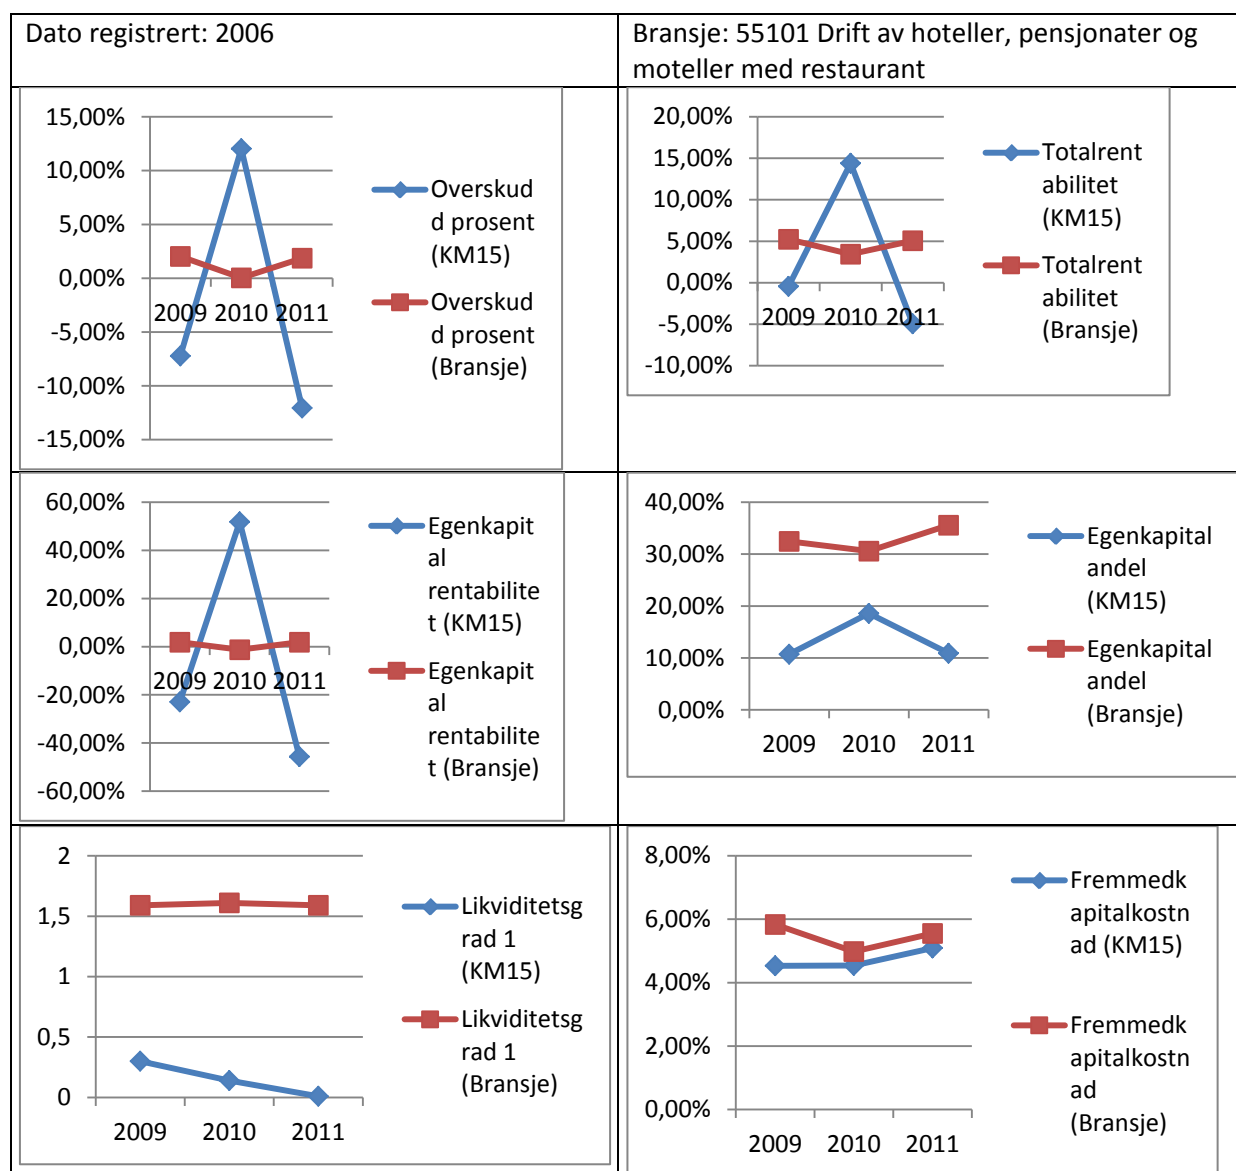 Dato registrert: 2006
Bransje: 55101 Drift av hoteller, pensjonater og
moteller med restaurant
15,00%
10,00%
5,00%
0,00%
-5,00%
-10,00%
-15,00%
2009 2010 2011
Overskud
d prosent
(KM15)
Overskud
d prosent
(Bransje)
20,00%
15,00%
10,00%
5,00%
0,00%
-5,00%
-10,00%
2009 2010 2011
Totalrent
abilitet
(KM15)
Totalrent
abilitet
(Bransje)
60,00%
40,00%
20,00%
0,00%
-20,00%
-40,00%
-60,00%
2009 2010 2011
Egenkapit
al
rentabilite
t (KM15)
Egenkapit
al
rentabilite
t (Bransje)
40,00%
30,00%
20,00%
10,00%
0,00%
2009 2010 2011
Egenkapital
andel
(KM15)
Egenkapital
andel
(Bransje)
2
1,5
1
0,5
0
2009 2010 2011
Likviditetsg
rad 1
(KM15)
Likviditetsg
rad 1
(Bransje)
8,00%
6,00%
4,00%
2,00%
0,00%
2009 2010 2011
Fremmedk
apitalkostn
ad (KM15)
Fremmedk
apitalkostn
ad
(Bransje)